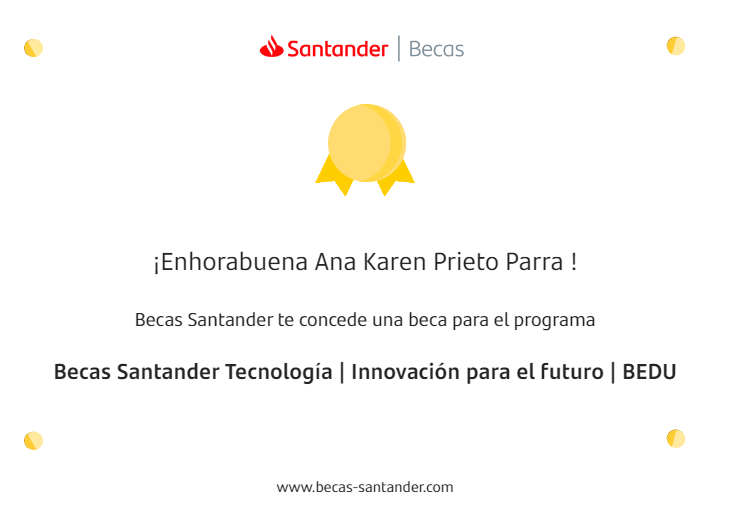 Santander | Becas
¡Enhorabuena Ana Karen Prieto Parra !
Becas Santander te concede una beca para el programa
Becas Santander Tecnología | Innovación para el futuro | BEDU
www.becas-santander.com